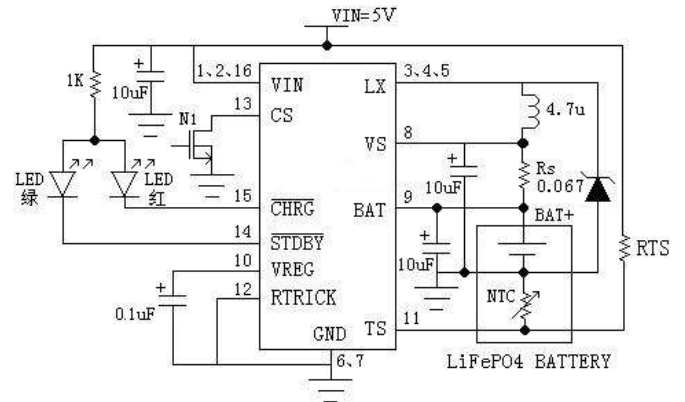 VIN=5V
1K
+
10uF
1、2、16
VIN
LX
3、4、5
13
CS
N1
4.7u
VS
8
LED
绿
LED
红
+
10uF
Rs
0.067
15
CHRG
BAT
9
BAT+
14
STDBY
+
10uF
RTS
10
VREG
+
0.1uF
12
RTRICK
NTC
GND
TS
11
6、7
LiFePO4 BATTERY